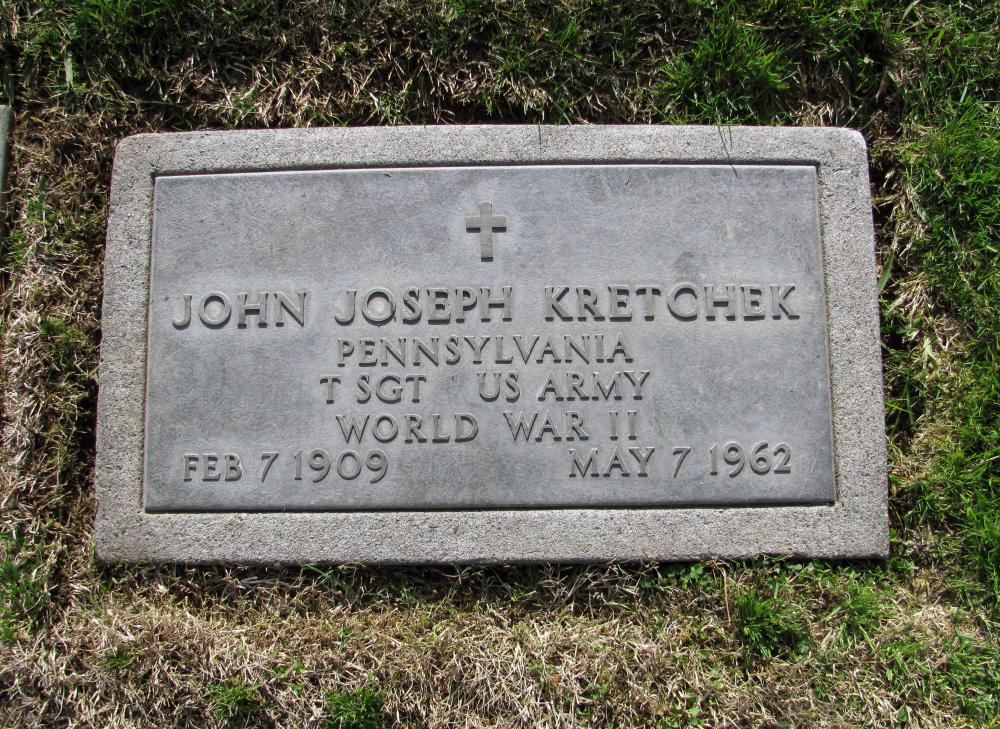 JOHN JOSEPH KRETCHEK
PENNSYLVANIA
T SGT US ARMY
WORLD WAR II
FEB 7 1909 MAY 7 1962